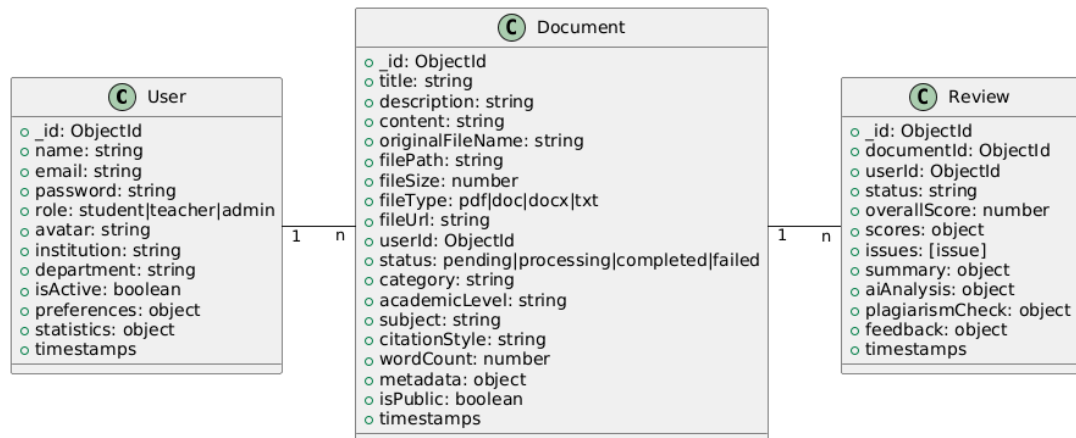 C User
+ _id: ObjectId
name: string
email: string
password: string
role: student|teacher|admin
avatar: string
institution: string
department: string
isActive: boolean
preferences: object
statistics: object
timestamps
1 n
C Document
_id: ObjectId
title: string
description: string
content: string
originalFileName: string
filePath: string
fileSize: number
fileType: pdf|doc|docx|txt
fileUrl: string
userId: ObjectId
status: pending|processing|completed|failed
category: string
academicLevel: string
subject: string
citationStyle: string
wordCount: number
metadata: object
isPublic: boolean
timestamps
1 n
C Review
_id: ObjectId
documentId: ObjectId
userId: ObjectId
status: string
overallScore: number
scores: object
issues: [issue]
summary: object
aiAnalysis: object
plagiarismCheck: object
feedback: object
timestamps